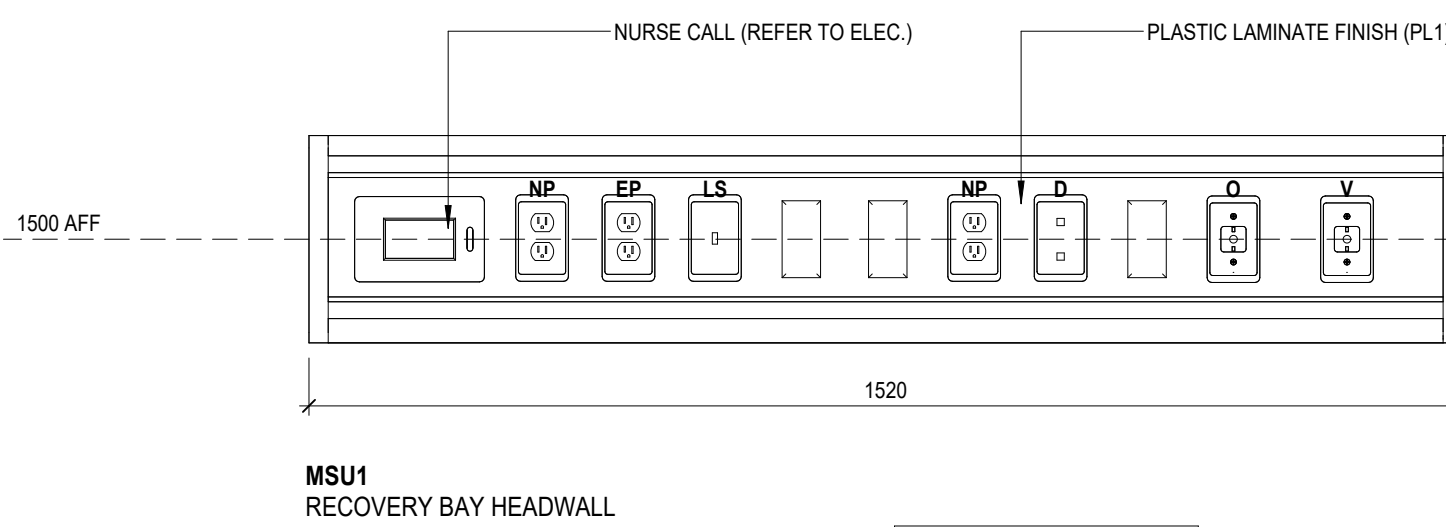 NURSE CALL (REFER TO ELEC.)
PLASTIC LAMINATE FINISH (PL1)
NP EP LS NP D O V
1500 AFF
1520
MSU1
RECOVERY BAY HEADWALL